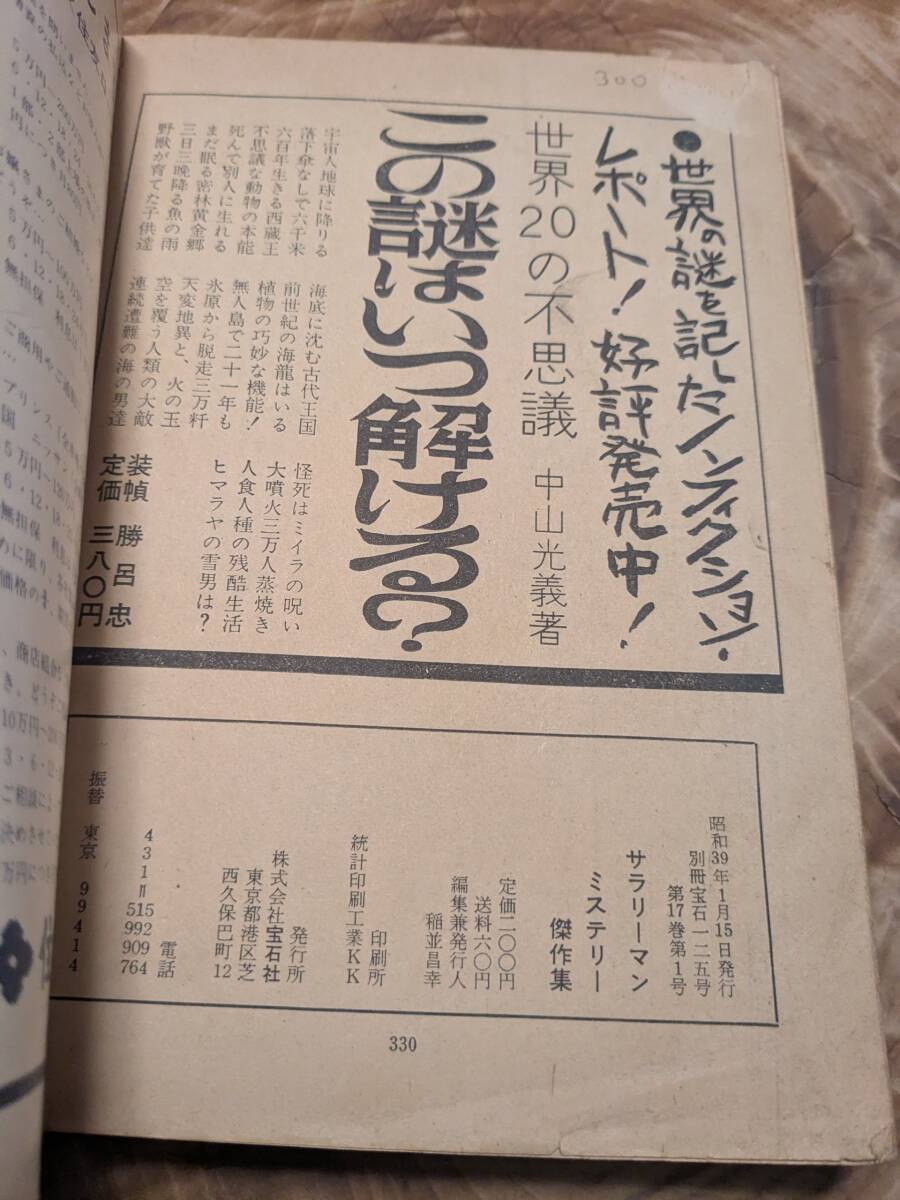 300
●世界の謎を記したノンフィクション・
レポート!好評発売中!
世界20の不思議 中山光義著
この謎はいつ解ける?
宇宙人地球に降りる
落下傘なしで六千米
六百年生きる西蔵王
不思議な動物の本能
死んで別人に生れる
まだ眠る密林黄金郷
三日三晩降る魚の雨
野獣が育てた子供達
海底に沈む古代王国
前世紀の海龍はいる
植物の巧妙な機能!
無人島で二十一年も
氷原から脱走三万粁
天変地異と、火の玉
空を覆う人類の大敵
連続遭難の海の男達
怪死はミイラの呪い
大噴火三万人蒸焼き
人食人種の残酷生活
ヒマラヤの雪男は?
装幀 勝呂忠
定価 三八〇円
昭和39年1月15日発行
別冊宝石一二五号
第17巻第1号
サラリーマン
ミステリー
傑作集
定価二〇〇円
送料六〇円
編集兼発行人
稲並昌幸
印刷所
統計印刷工業KK
発行所
株式会社宝石社
東京都港区芝
西久保巴町12
電話
431=515 992 909 764
振替 東京 99414
330
無担保